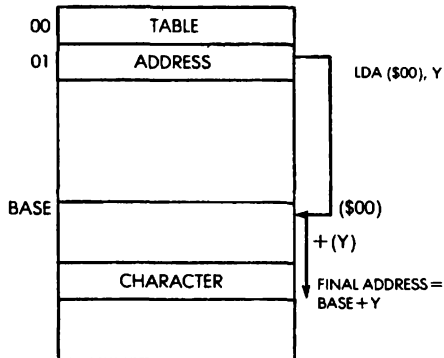 00 TABLE
01 ADDRESS
LDA ($00), Y
BASE
($00)
+(Y)
CHARACTER
FINAL ADDRESS=
BASE+Y